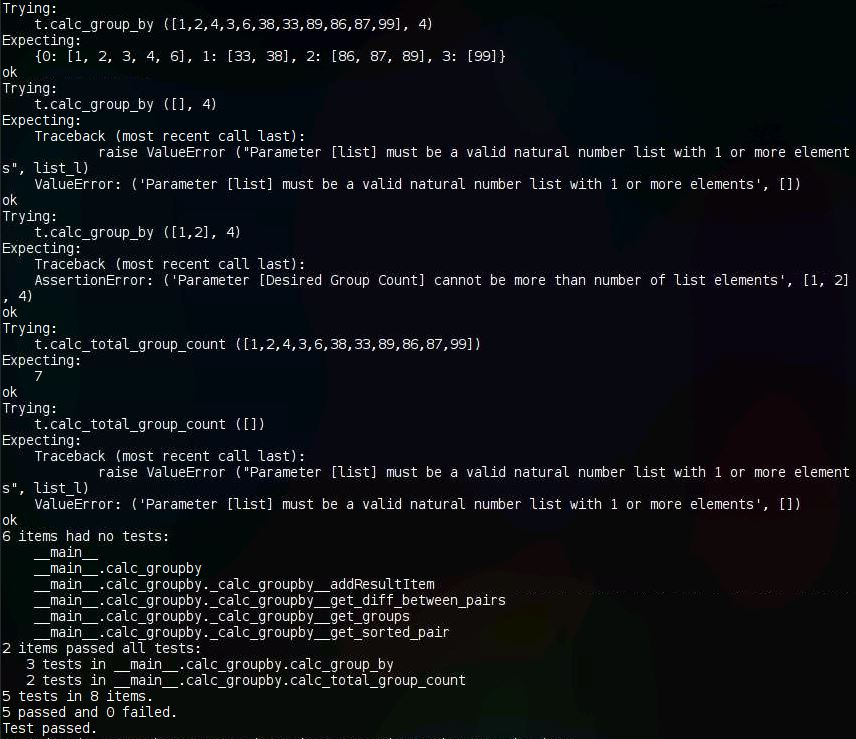 Trying:
t.calc_group_by ([1,2,4,3,6,38,33,89,86,87,99], 4)
Expecting:
{0: [1, 2, 3, 4, 6], 1: [33, 38], 2: [86, 87, 89], 3: [99]}
ok
Trying:
t.calc_group_by ([], 4)
Expecting:
Traceback (most recent call last):
raise ValueError ("Parameter [list] must be a valid natural number list with 1 or more element
s", list_l)
ValueError: ('Parameter [list] must be a valid natural number list with 1 or more elements', [])
ok
Trying:
t.calc_group_by ([1,2], 4)
Expecting:
Traceback (most recent call last):
AssertionError: ('Parameter [Desired Group Count] cannot be more than number of list elements', [1, 2]
, 4)
ok
Trying:
t.calc_total_group_count ([1,2,4,3,6,38,33,89,86,87,99])
Expecting:
7
ok
Trying:
t.calc_total_group_count ([])
Expecting:
Traceback (most recent call last):
raise ValueError ("Parameter [list] must be a valid natural number list with 1 or more element
s", list_l)
ValueError: ('Parameter [list] must be a valid natural number list with 1 or more elements', [])
ok
6 items had no tests:
__main__
__main__.calc_groupby
__main__.calc_groupby._calc_groupby__addResultItem
__main__.calc_groupby._calc_groupby__get_diff_between_pairs
__main__.calc_groupby._calc_groupby__get_groups
__main__.calc_groupby._calc_groupby__get_sorted_pair
2 items passed all tests:
3 tests in __main__.calc_groupby.calc_group_by
2 tests in __main__.calc_groupby.calc_total_group_count
5 tests in 8 items.
5 passed and 0 failed.
Test passed.